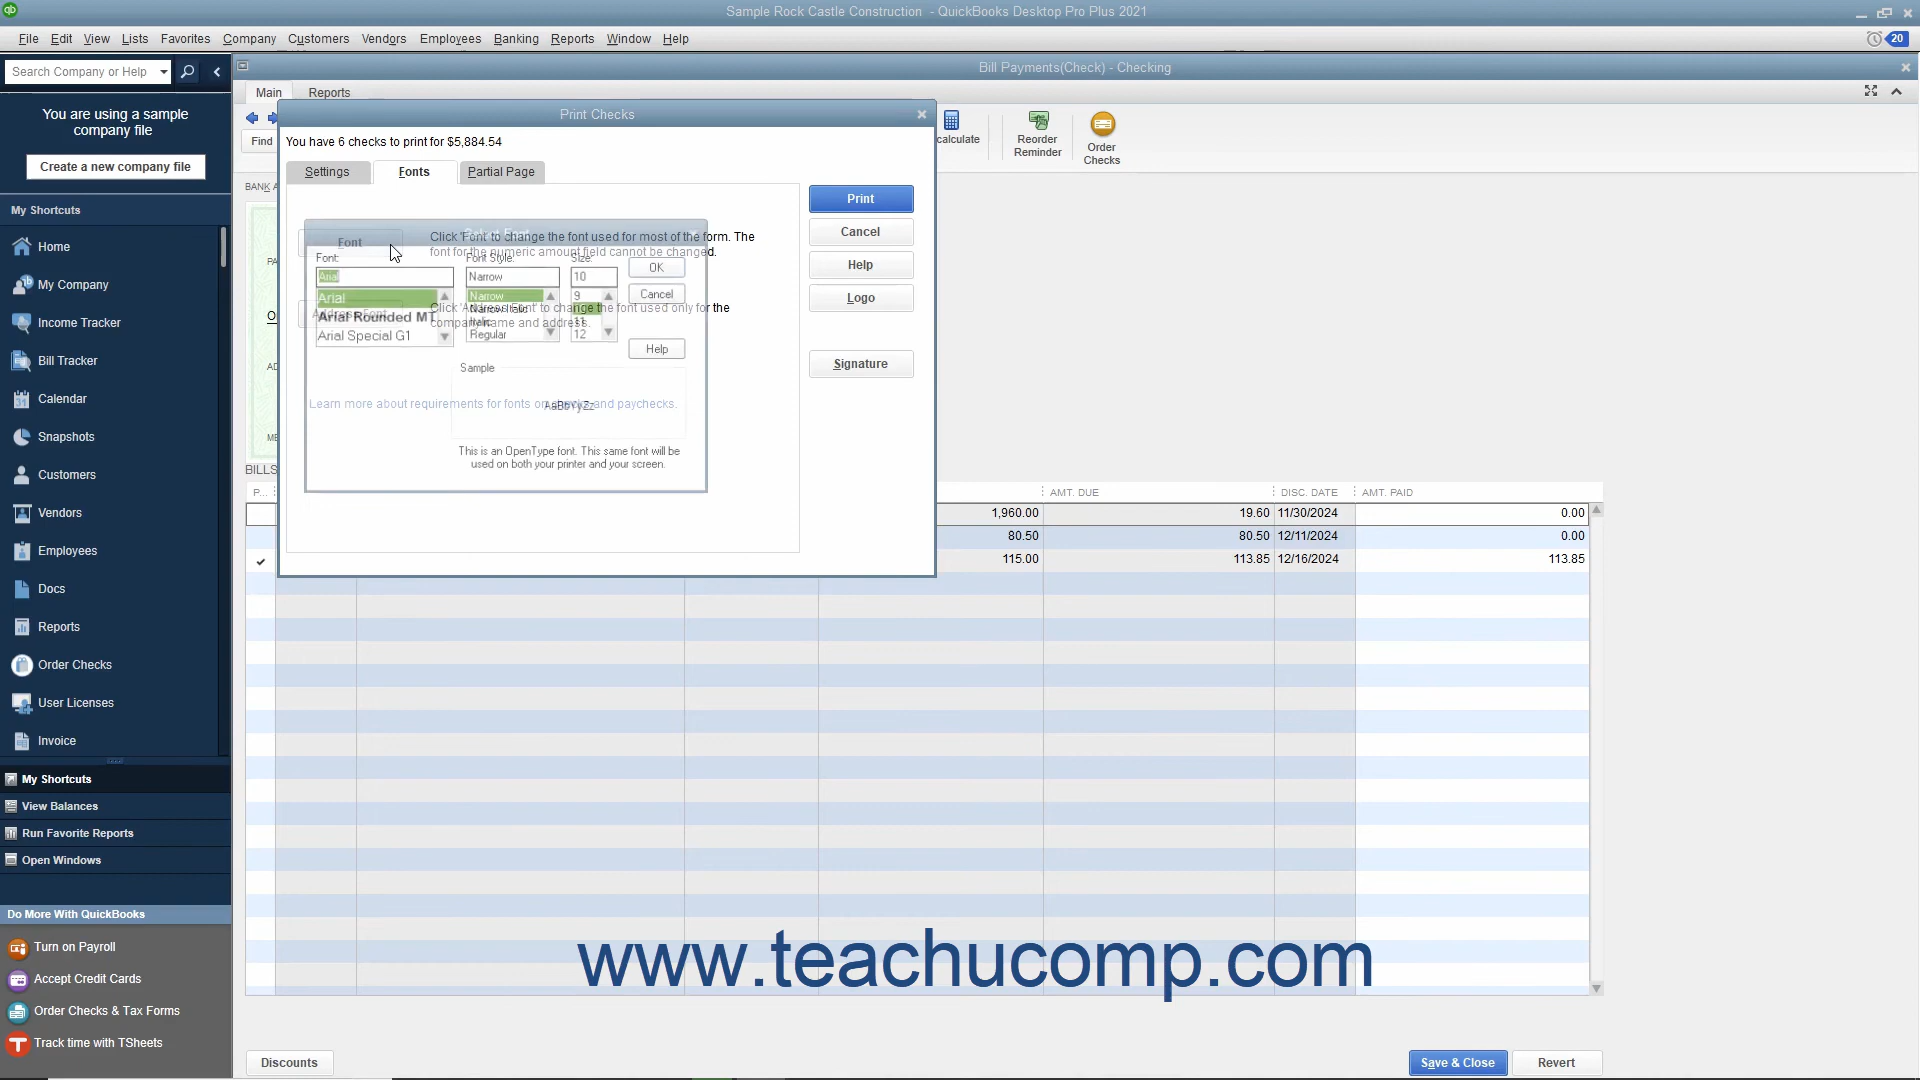 Sample Rock Castle Construction - QuickBooks Desktop Pro Plus 2021
File Edit View Lists Favorites Company Customers Vendors Employees Banking Reports Window Help
20
Search Company or Help
Bill Payments(Check) - Checking
You are using a sample
company file
Create a new company file
Main Reports
Find
Print Checks
You have 6 checks to print for $5,884.54
Settings Fonts Partial Page
Reorder
Reminder
Order
Checks
Font
Click 'Font' to change the font used for most of the form. The
font for the numeric amount field cannot be changed.
Address Font
Click 'Address Font' to change the font used only for the
company name and address.
Learn more about requirements for fonts on checks and paychecks.
Select Font
Font: Font Style: Size:
Arial Narrow 10
Arial
Arial Rounded MT
Arial Special G1
Narrow
Narrow Italic
Italic
Regular
9
11
12
OK
Cancel
Help
Sample
AaBbYyZz
This is an OpenType font. This same font will be
used on both your printer and your screen.
Print
Cancel
Help
Logo
Signature
My Shortcuts
Home
My Company
Income Tracker
Bill Tracker
Calendar
Snapshots
Customers
Vendors
Employees
Docs
Reports
Order Checks
User Licenses
Invoice
My Shortcuts
View Balances
Run Favorite Reports
Open Windows
Do More With QuickBooks
Turn on Payroll
Accept Credit Cards
Order Checks & Tax Forms
Track time with TSheets
BILLS
P... AMT. DUE DISC. DATE AMT. PAID
1,960.00 19.60 11/30/2024 0.00
80.50 80.50 12/11/2024 0.00
115.00 113.85 12/16/2024 113.85
www.teachucomp.com
Discounts
Save & Close
Revert